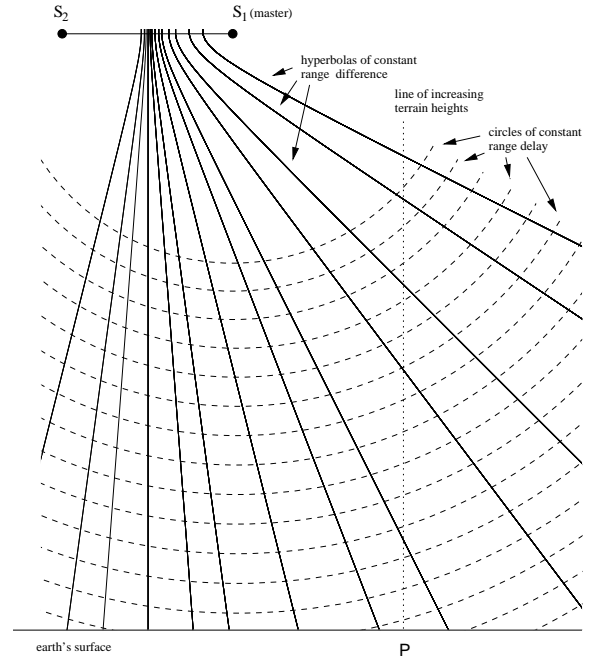 S2
S1 (master)
hyperbolas of constant
range difference
line of increasing
terrain heights
circles of constant
range delay
earth's surface
P